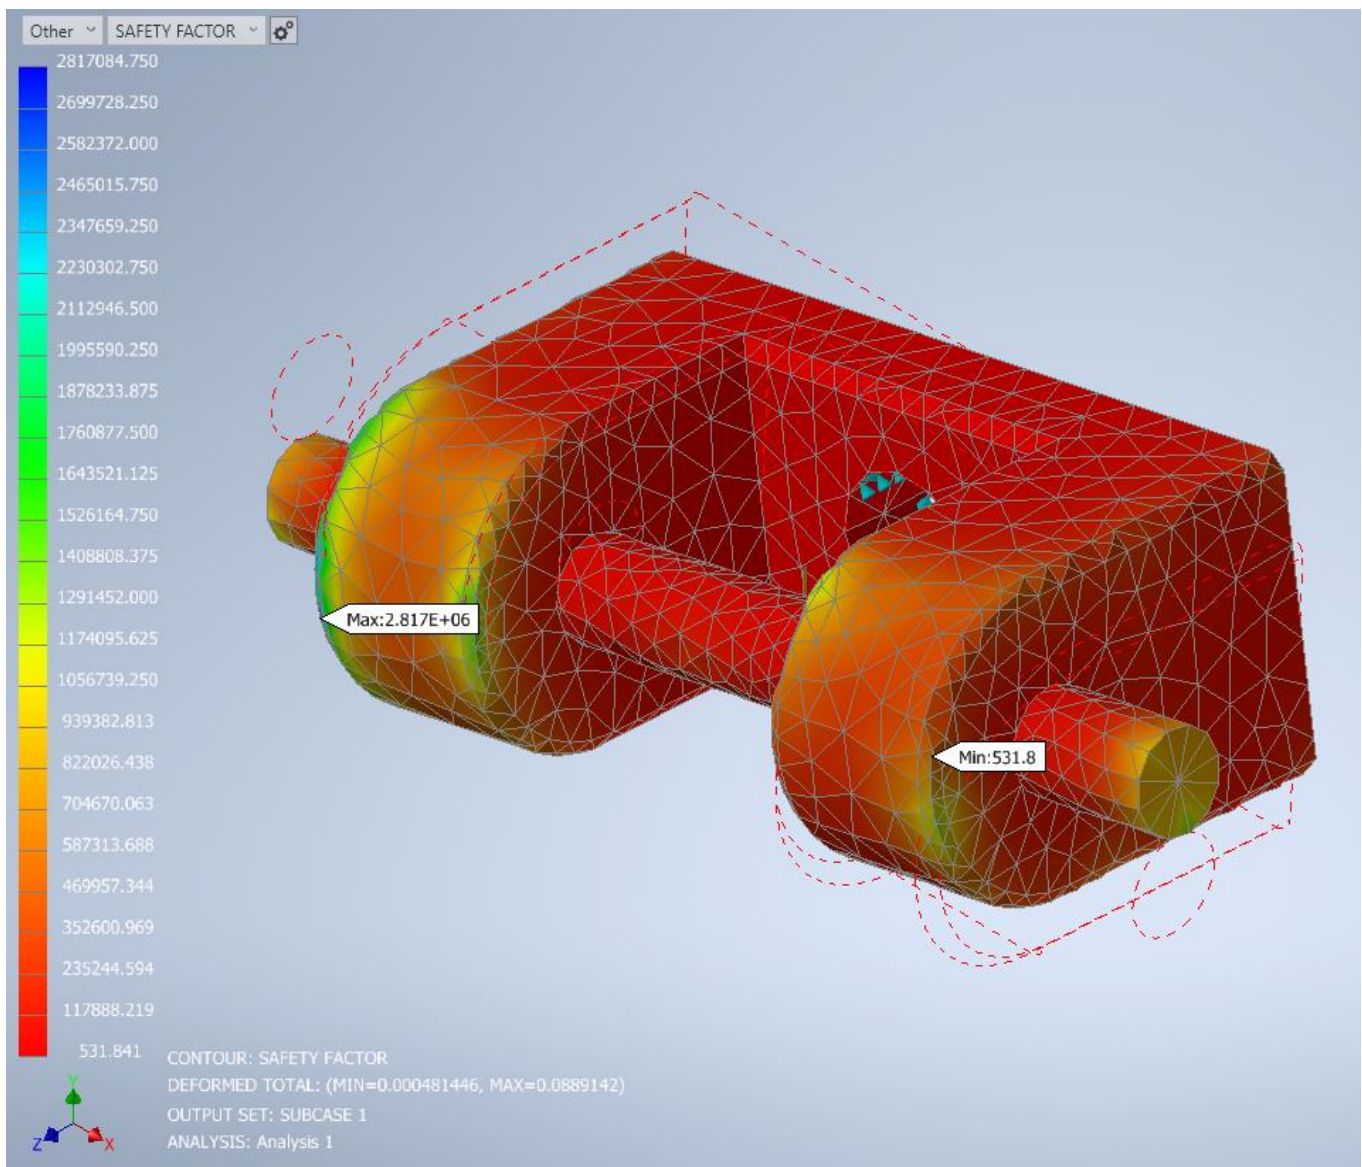 Other SAFETY FACTOR
2817084.750
2699728.250
2582372.000
2465015.750
2347659.250
2230302.750
2112946.500
1995590.250
1878233.875
1760877.500
1643521.125
1526164.750
1408808.375
1291452.000
1174095.625
1056739.250
939382.813
822026.438
704670.063
587313.688
469957.344
352600.969
235244.594
117888.219
531.841
Max:2.817E+06
Min:531.8
CONTOUR: SAFETY FACTOR
DEFORMED TOTAL: (MIN=0.000481446, MAX=0.0889142)
OUTPUT SET: SUBCASE 1
ANALYSIS: Analysis 1
Y
Z X